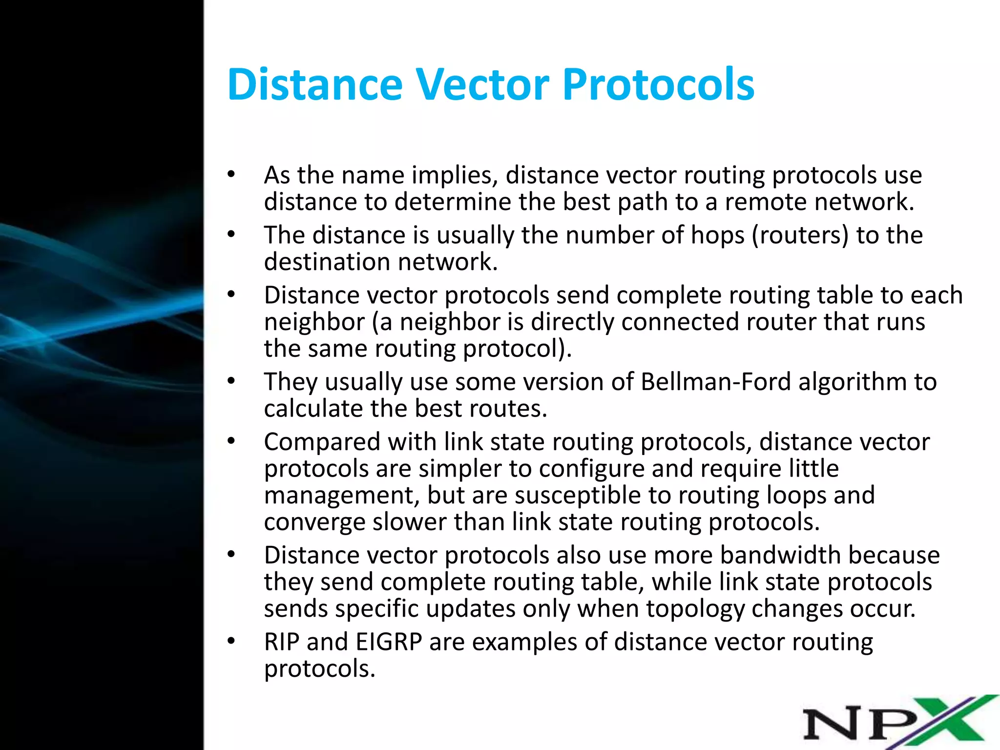 Distance Vector Protocols
• As the name implies, distance vector routing protocols use
distance to determine the best path to a remote network.
• The distance is usually the number of hops (routers) to the
destination network.
• Distance vector protocols send complete routing table to each
neighbor (a neighbor is directly connected router that runs
the same routing protocol).
• They usually use some version of Bellman-Ford algorithm to
calculate the best routes.
• Compared with link state routing protocols, distance vector
protocols are simpler to configure and require little
management, but are susceptible to routing loops and
converge slower than link state routing protocols.
• Distance vector protocols also use more bandwidth because
they send complete routing table, while link state protocols
sends specific updates only when topology changes occur.
• RIP and EIGRP are examples of distance vector routing
protocols.
NPX